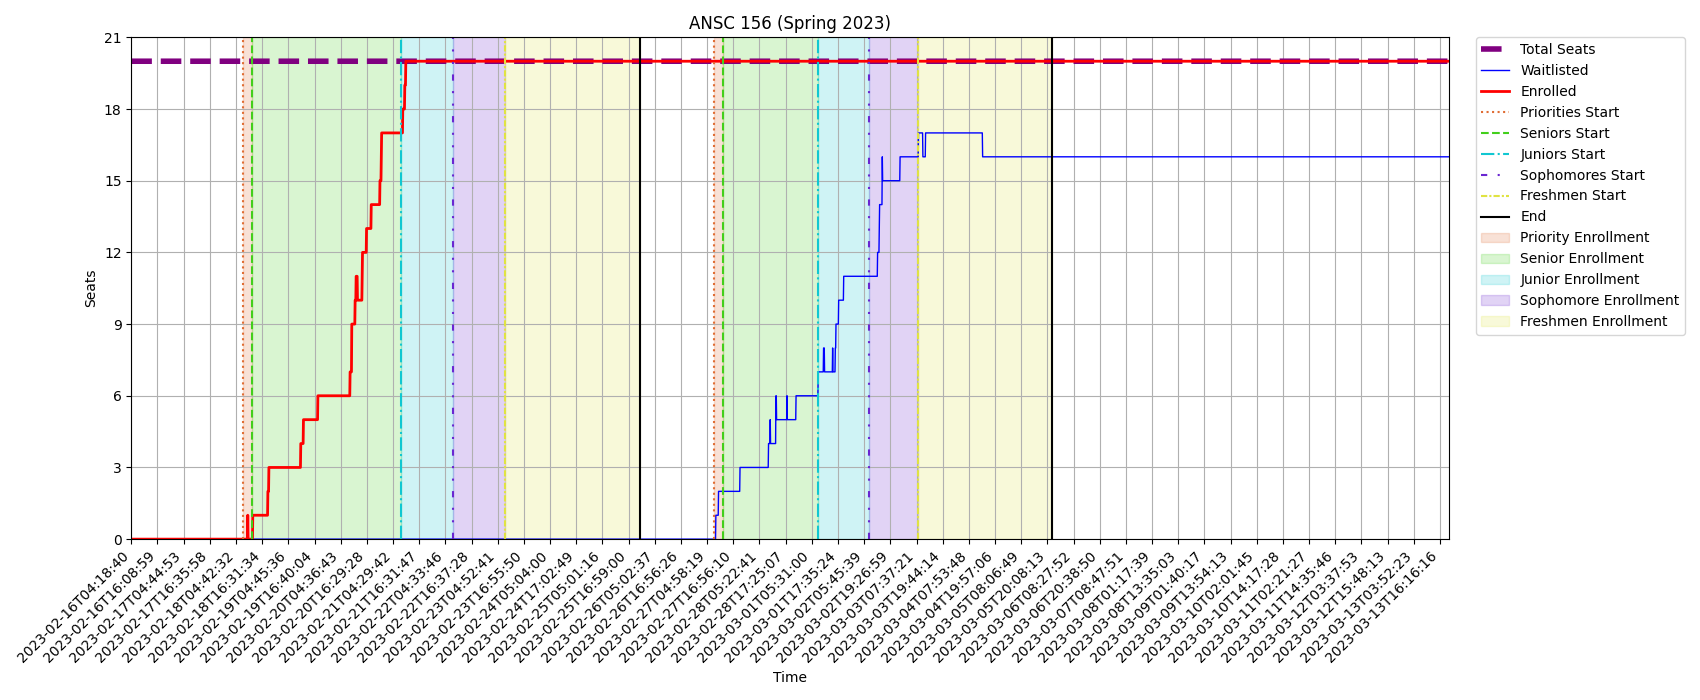 ANSC 156 (Spring 2023)
Seats
21
18
15
12
9
6
3
0
2023-02-16T04:18:40
2023-02-16T16:08:59
2023-02-17T04:44:53
2023-02-17T16:35:58
2023-02-18T04:42:32
2023-02-18T16:31:34
2023-02-19T04:45:36
2023-02-19T16:40:04
2023-02-20T04:36:43
2023-02-20T16:29:28
2023-02-21T04:29:42
2023-02-21T16:31:47
2023-02-22T04:33:46
2023-02-22T16:37:28
2023-02-23T04:52:41
2023-02-23T16:55:50
2023-02-24T05:04:00
2023-02-24T17:02:49
2023-02-25T05:01:16
2023-02-25T16:59:00
2023-02-26T05:02:37
2023-02-26T16:56:26
2023-02-27T04:58:19
2023-02-27T16:56:10
2023-02-28T05:22:41
2023-02-28T17:25:07
2023-03-01T05:31:00
2023-03-01T17:35:24
2023-03-02T05:45:39
2023-03-02T19:26:59
2023-03-03T07:37:21
2023-03-03T19:44:14
2023-03-04T07:53:48
2023-03-04T19:57:06
2023-03-05T08:06:49
2023-03-05T20:08:13
2023-03-06T08:27:52
2023-03-06T20:38:50
2023-03-07T08:47:51
2023-03-08T01:17:39
2023-03-08T13:35:03
2023-03-09T01:40:17
2023-03-09T13:54:13
2023-03-10T02:01:45
2023-03-10T14:17:28
2023-03-11T02:21:27
2023-03-11T14:35:46
2023-03-12T03:37:53
2023-03-12T15:48:13
2023-03-13T03:52:23
2023-03-13T16:16:16
Time
Total Seats
Waitlisted
Enrolled
Priorities Start
Seniors Start
Juniors Start
Sophomores Start
Freshmen Start
End
Priority Enrollment
Senior Enrollment
Junior Enrollment
Sophomore Enrollment
Freshmen Enrollment